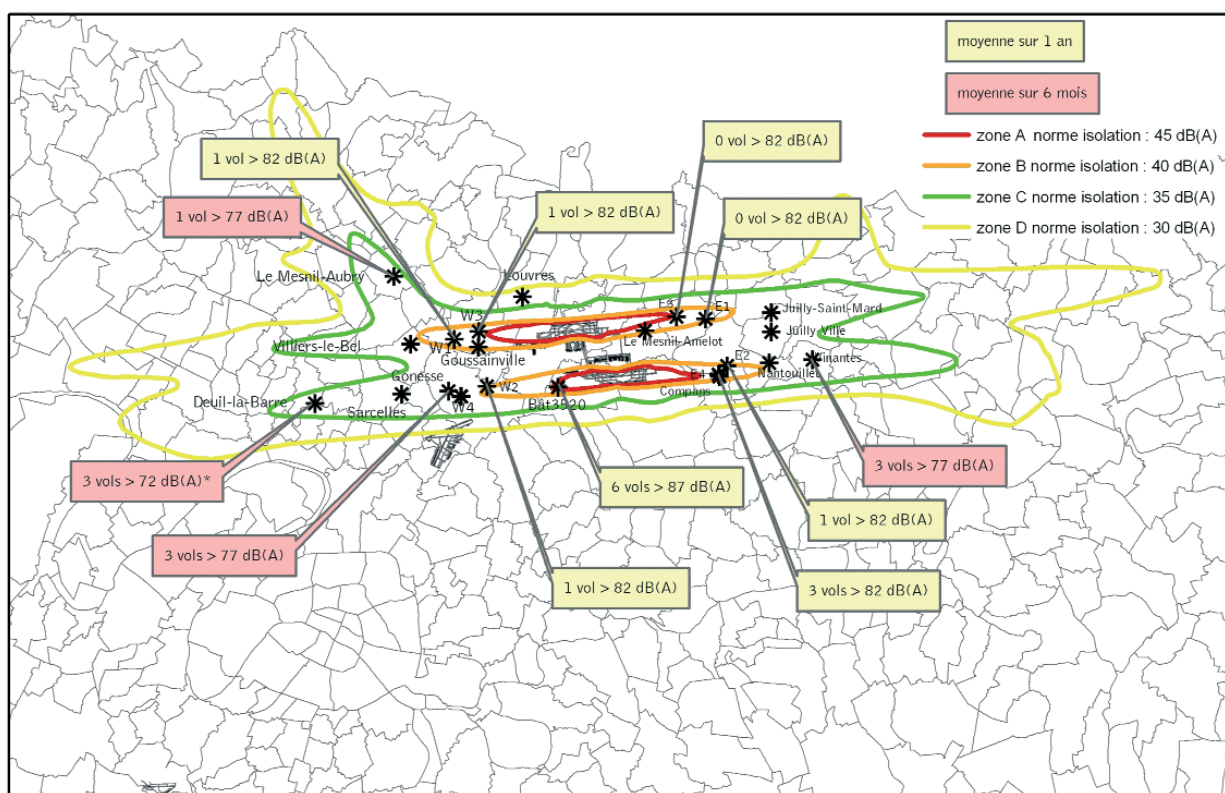 moyenne sur 1 an
moyenne sur 6 mois
zone A norme isolation : 45 dB(A)
zone B norme isolation : 40 dB(A)
zone C norme isolation : 35 dB(A)
zone D norme isolation : 30 dB(A)
0 vol > 82 dB(A)
1 vol > 82 dB(A)
1 vol > 77 dB(A)
1 vol > 82 dB(A)
0 vol > 82 dB(A)
Le Mesnil-Aubry
Louvres
E3
E1
Juilly-Saint-Mard
W3
Juilly Ville
Le Mesnil-Amelot
Villiers-le-Bel
W1
Goussainville
E2
Vinantes
Nantouillet
Gonesse
W2
E4
Compans
Deuil-la-Barre
Sarcelles
W4
Bât3520
3 vols > 72 dB(A)*
6 vols > 87 dB(A)
3 vols > 77 dB(A)
1 vol > 82 dB(A)
3 vols > 77 dB(A)
1 vol > 82 dB(A)
3 vols > 82 dB(A)